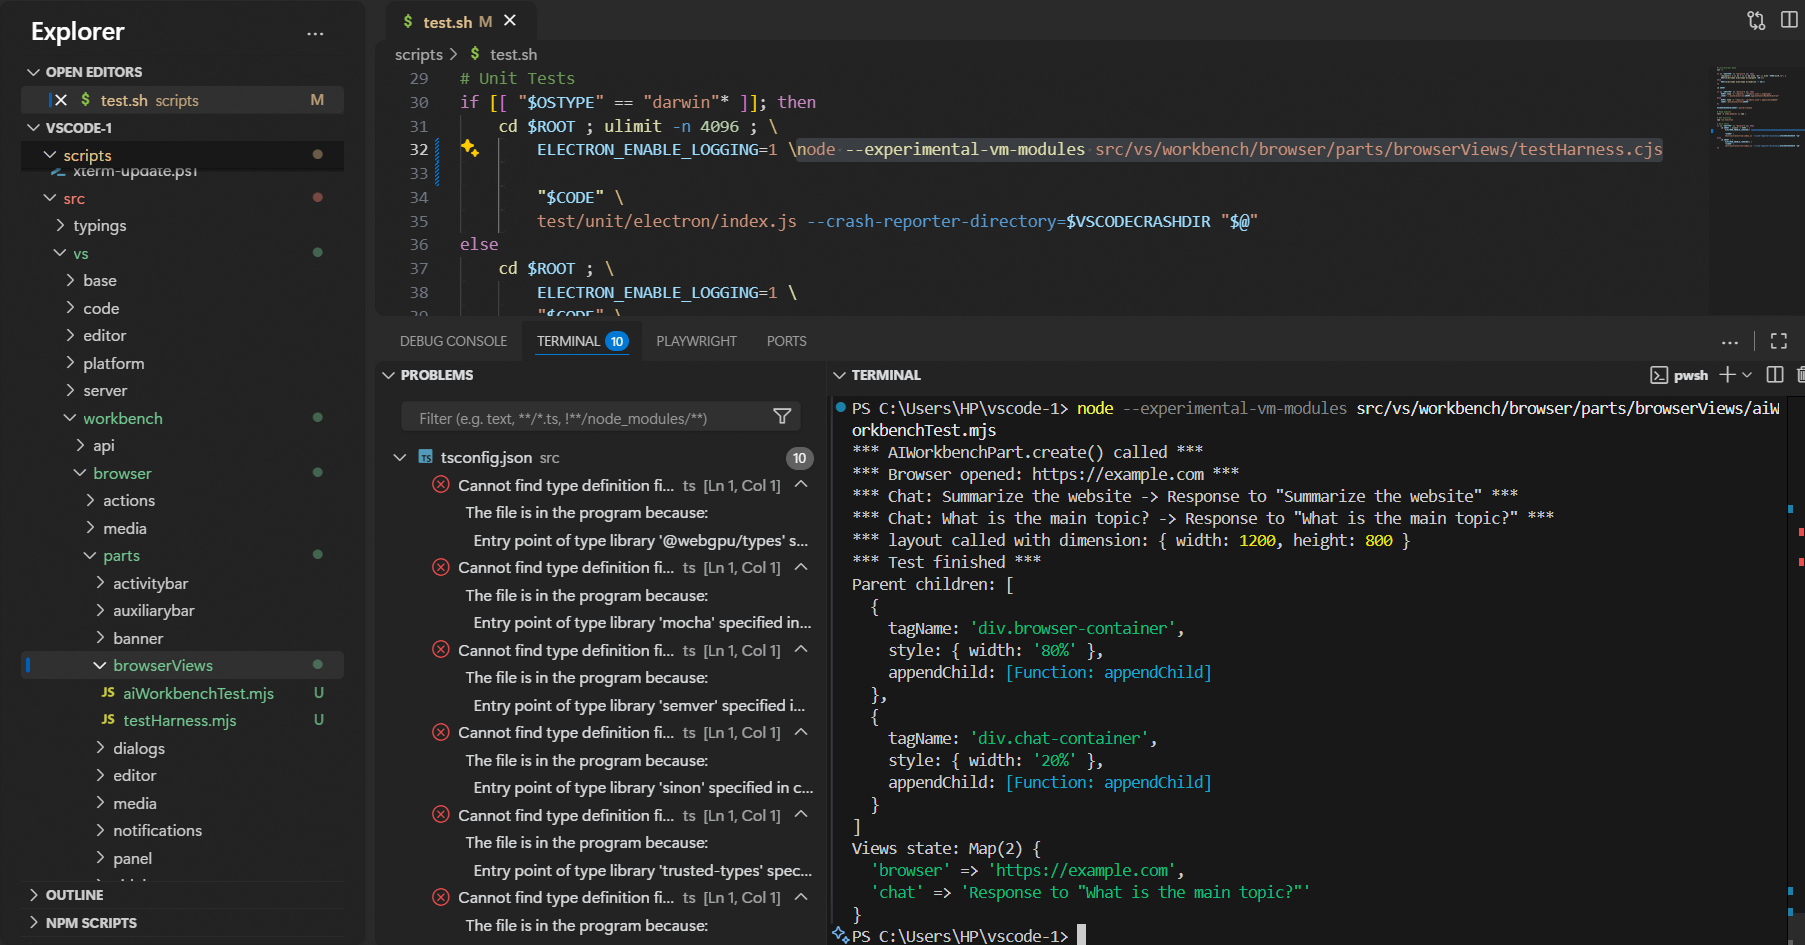 Explorer
OPEN EDITORS
$ test.sh scripts M
VSCODE-1
scripts
xterm-update.ps1
src
typings
vs
base
code
editor
platform
server
workbench
api
browser
actions
media
parts
activitybar
auxiliarybar
banner
browserViews
JS aiWorkbenchTest.mjs U
JS testHarness.mjs U
dialogs
editor
media
notifications
panel
OUTLINE
NPM SCRIPTS
$ test.sh M
scripts > $ test.sh
29 # Unit Tests
30 if [[ "$OSTYPE" == "darwin"* ]]; then
31 cd $ROOT ; ulimit -n 4096 ; \
32 ELECTRON_ENABLE_LOGGING=1 \node --experimental-vm-modules src/vs/workbench/browser/parts/browserViews/testHarness.cjs
33
34 "$CODE" \
35 test/unit/electron/index.js --crash-reporter-directory=$VSCODECRASHDIR "$@"
36 else
37 cd $ROOT ; \
38 ELECTRON_ENABLE_LOGGING=1 \
39 "$CODE" \
DEBUG CONSOLE TERMINAL 10 PLAYWRIGHT PORTS
PROBLEMS
Filter (e.g. text, **/*.ts, !**/node_modules/**)
TS tsconfig.json src 10
Cannot find type definition fi... ts [Ln 1, Col 1]
The file is in the program because:
Entry point of type library '@webgpu/types' s...
Cannot find type definition fi... ts [Ln 1, Col 1]
The file is in the program because:
Entry point of type library 'mocha' specified in...
Cannot find type definition fi... ts [Ln 1, Col 1]
The file is in the program because:
Entry point of type library 'semver' specified i...
Cannot find type definition fi... ts [Ln 1, Col 1]
The file is in the program because:
Entry point of type library 'sinon' specified in c...
Cannot find type definition fi... ts [Ln 1, Col 1]
The file is in the program because:
Entry point of type library 'trusted-types' spec...
Cannot find type definition fi... ts [Ln 1, Col 1]
The file is in the program because:
TERMINAL
pwsh
PS C:\Users\HP\vscode-1> node --experimental-vm-modules src/vs/workbench/browser/parts/browserViews/aiW
orkbenchTest.mjs
*** AIWorkbenchPart.create() called ***
*** Browser opened: https://example.com ***
*** Chat: Summarize the website -> Response to "Summarize the website" ***
*** Chat: What is the main topic? -> Response to "What is the main topic?" ***
*** layout called with dimension: { width: 1200, height: 800 }
*** Test finished ***
Parent children: [
{
tagName: 'div.browser-container',
style: { width: '80%' },
appendChild: [Function: appendChild]
},
{
tagName: 'div.chat-container',
style: { width: '20%' },
appendChild: [Function: appendChild]
}
]
Views state: Map(2) {
'browser' => 'https://example.com',
'chat' => 'Response to "What is the main topic?"'
}
PS C:\Users\HP\vscode-1>